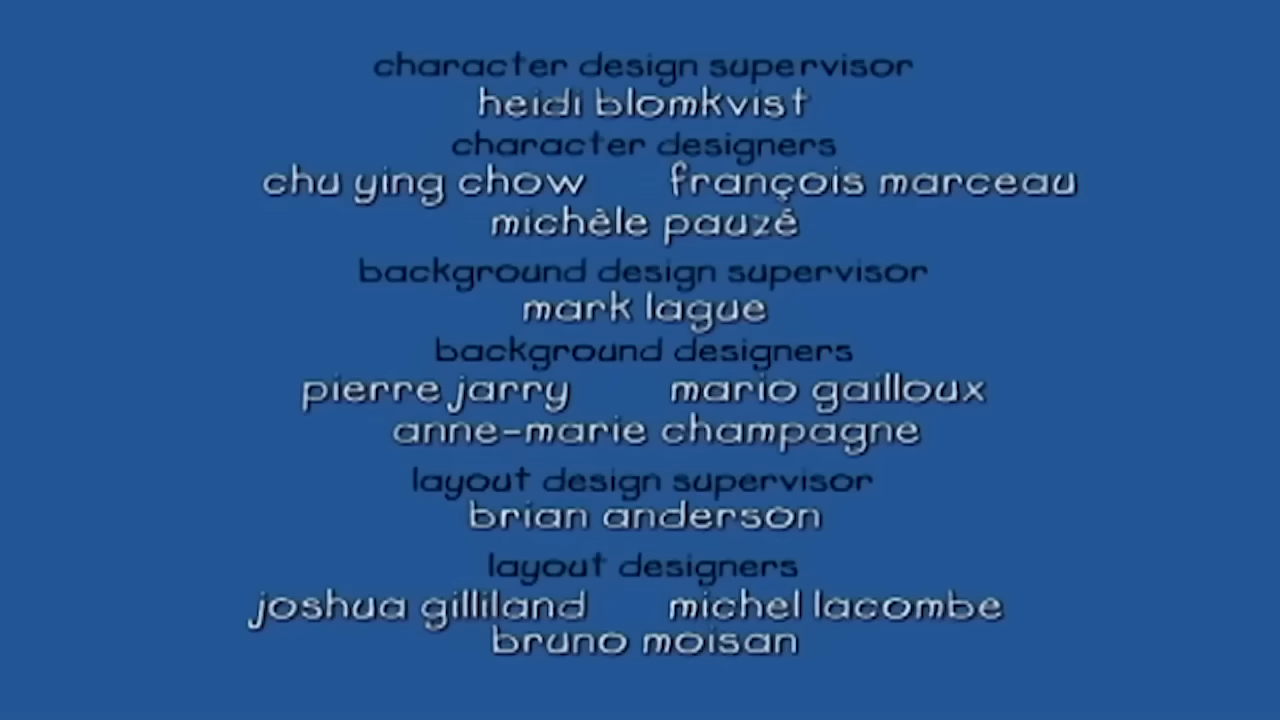 character design supervisor
heidi blomkvist
character designers
chu ying chow françois marceau
michèle pauzé
background design supervisor
mark lague
background designers
pierre jarry mario gailloux
anne-marie champagne
layout design supervisor
brian anderson
layout designers
joshua gilliland michel lacombe
bruno moisan